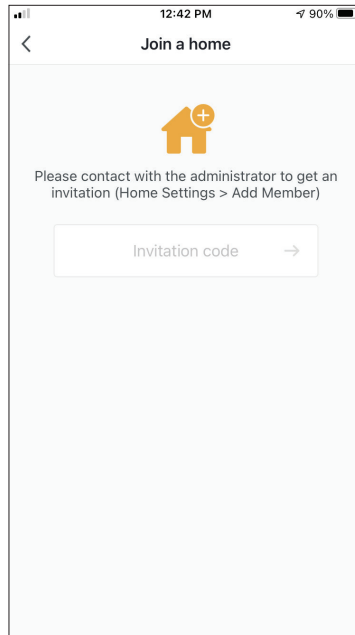 12:42 PM
90%
Join a home
Please contact with the administrator to get an
invitation (Home Settings > Add Member)
Invitation code